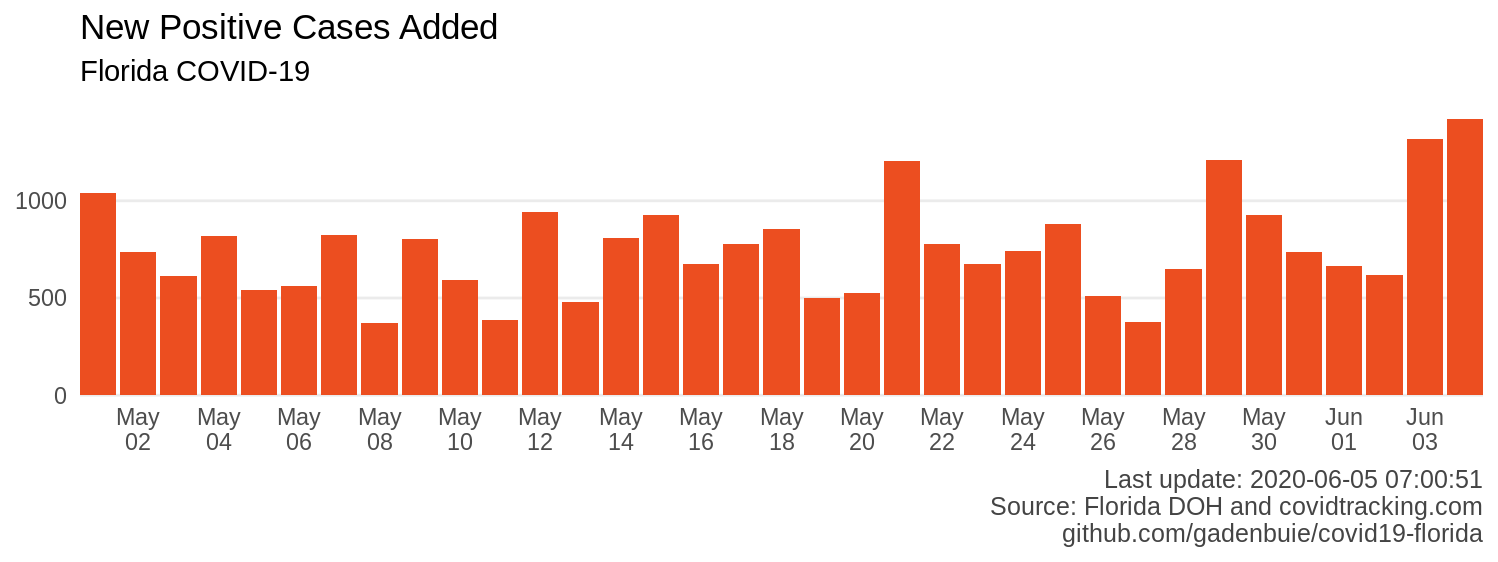 New Positive Cases Added
Florida COVID-19
1000
500
0
May May May May May May May May May May May May May May May Jun Jun
02 04 06 08 10 12 14 16 18 20 22 24 26 28 30 01 03
Last update: 2020-06-05 07:00:51
Source: Florida DOH and covidtracking.com
github.com/gadenbuie/covid19-florida